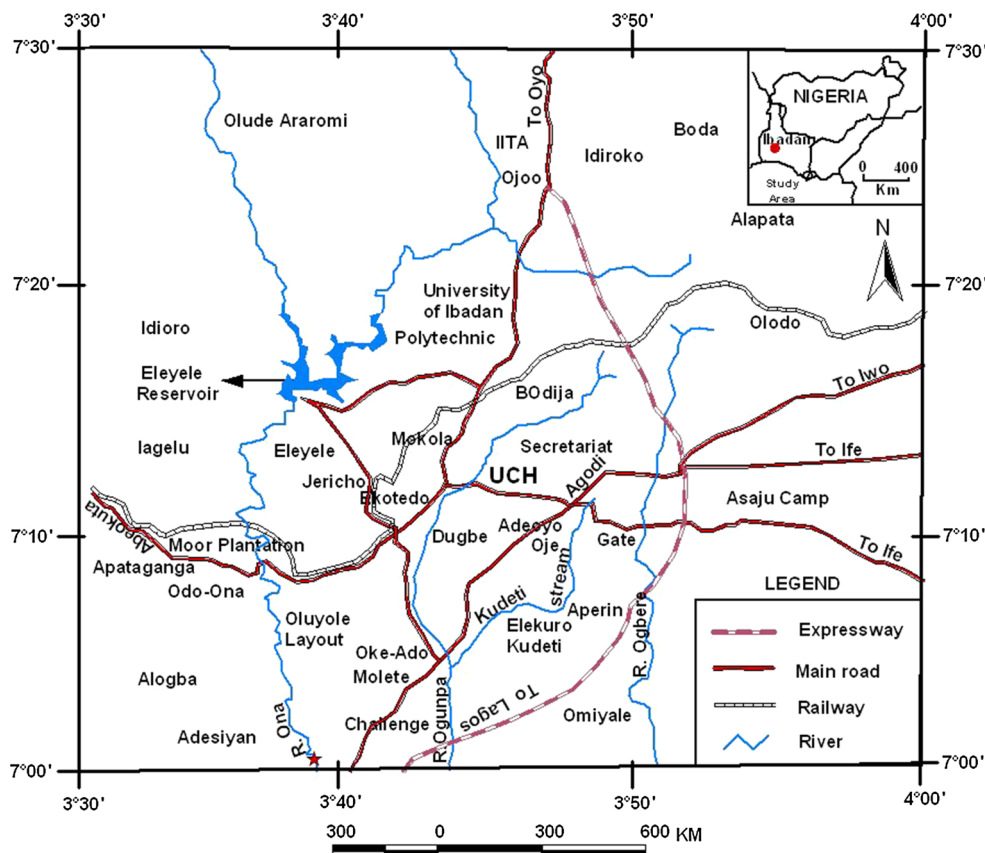 3°30'
3°40'
3°50'
4°00'
7°30'
7°30'
To Oyo
Olude Araromi
IITA
Idiroko
Boda
Ojoo
NIGERIA
Ibadan
0 400
Km
Study
Area
Alapata
N
7°20'
7°20'
University
of Ibadan
Polytechnic
Idioro
Olodo
Eleyele
Reservoir
BOdija
To Iwo
Iagelu
Eleyele
Mokola
Secretariat
To Ife
Jericho
UCH
Agodi
Ekotedo
Asaju Camp
Abeokuta
Moor Plantation
Dugbe
Adeoyo
Oje
Gate
7°10'
7°10'
To Ife
Apataganga
Odo-Ona
Kudeti
stream
Aperin
LEGEND
Oluyole
Layout
Elekuro
Kudeti
R. Ogbere
Expressway
Oke-Ado
Molete
Main road
Alogba
Challenge
R. Ogunpa
To Lagos
Omiyale
Railway
Adesiyan
R. Ona
River
7°00'
7°00'
3°30'
3°40'
3°50'
4°00'
300 0 300 600 KM